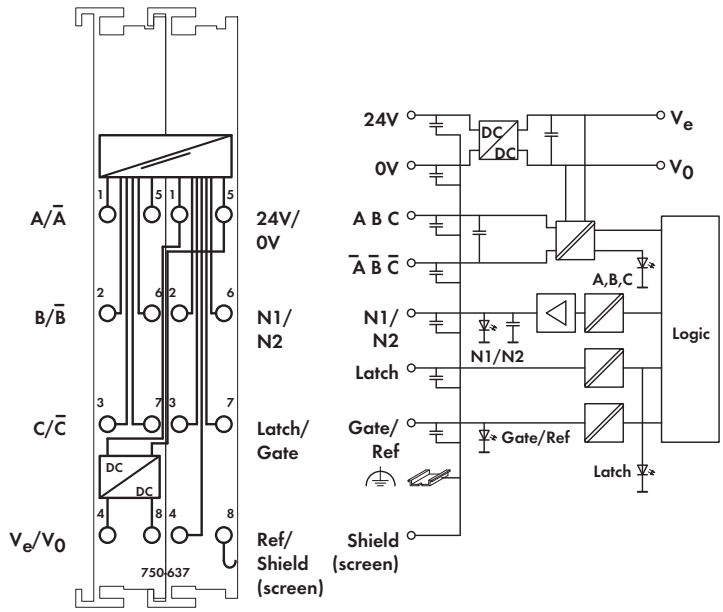 1 5 1 5
A/A̅
24V/
0V
2 6 2 6
B/B̅
N1/
N2
3 7 3 7
C/C̅
Latch/
Gate
DC
DC
4 8 4 8
Vₑ/V₀
Ref/
Shield
(screen)
750-637
24V
DC
DC
Vₑ
0V
V₀
A B C
A̅ B̅ C̅
A,B,C
N1/
N2
N1/N2
Logic
Latch
Gate/
Ref
Gate/Ref
Latch
Shield
(screen)